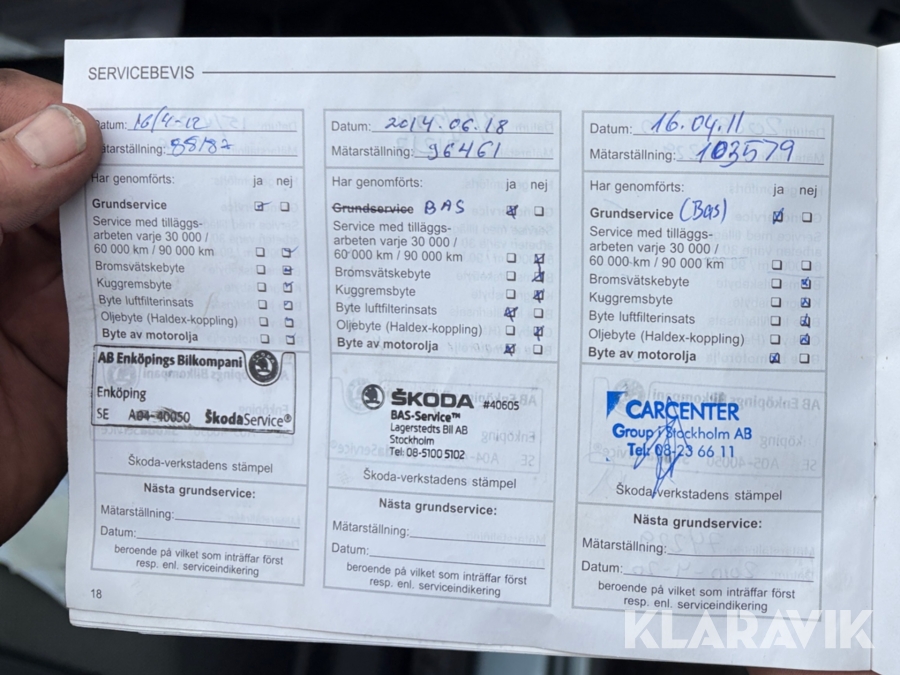 SERVICEBEVIS
Datum: 16/4-12
Mätarställning: 88182
Har genomförts: ja nej
Grundservice
Service med tilläggs-
arbeten varje 30 000 /
60 000 km / 90 000 km
Bromsvätskebyte
Kuggremsbyte
Byte luftfilterinsats
Oljebyte (Haldex-koppling)
Byte av motorolja
AB Enköpings Bilkompani
Enköping
SE A04-40050 ŠkodaService®
Škoda-verkstadens stämpel
Nästa grundservice:
Mätarställning:
Datum:
beroende på vilket som inträffar först
resp. enl. serviceindikering
18
Datum: 2014.06.18
Mätarställning: 96461
Har genomförts: ja nej
Grundservice BAS
Service med tilläggs-
arbeten varje 30 000 /
60 000 km / 90 000 km
Bromsvätskebyte
Kuggremsbyte
Byte luftfilterinsats
Oljebyte (Haldex-koppling)
Byte av motorolja
ŠKODA #40605
BAS-Service™
Lagerstedts Bil AB
Stockholm
Tel: 08-5100 5102
Škoda-verkstadens stämpel
Nästa grundservice:
Mätarställning:
Datum:
beroende på vilket som inträffar först
resp. enl. serviceindikering
Datum: 16.04.11
Mätarställning: 103579
Har genomförts: ja nej
Grundservice (Bas)
Service med tilläggs-
arbeten varje 30 000 /
60 000 km / 90 000 km
Bromsvätskebyte
Kuggremsbyte
Byte luftfilterinsats
Oljebyte (Haldex-koppling)
Byte av motorolja
CARCENTER
Group i Stockholm AB
Tel: 08-23 66 11
Škoda-verkstadens stämpel
Nästa grundservice:
Mätarställning:
Datum:
beroende på vilket som inträffar först
resp. enl. serviceindikering
KLARAVIK